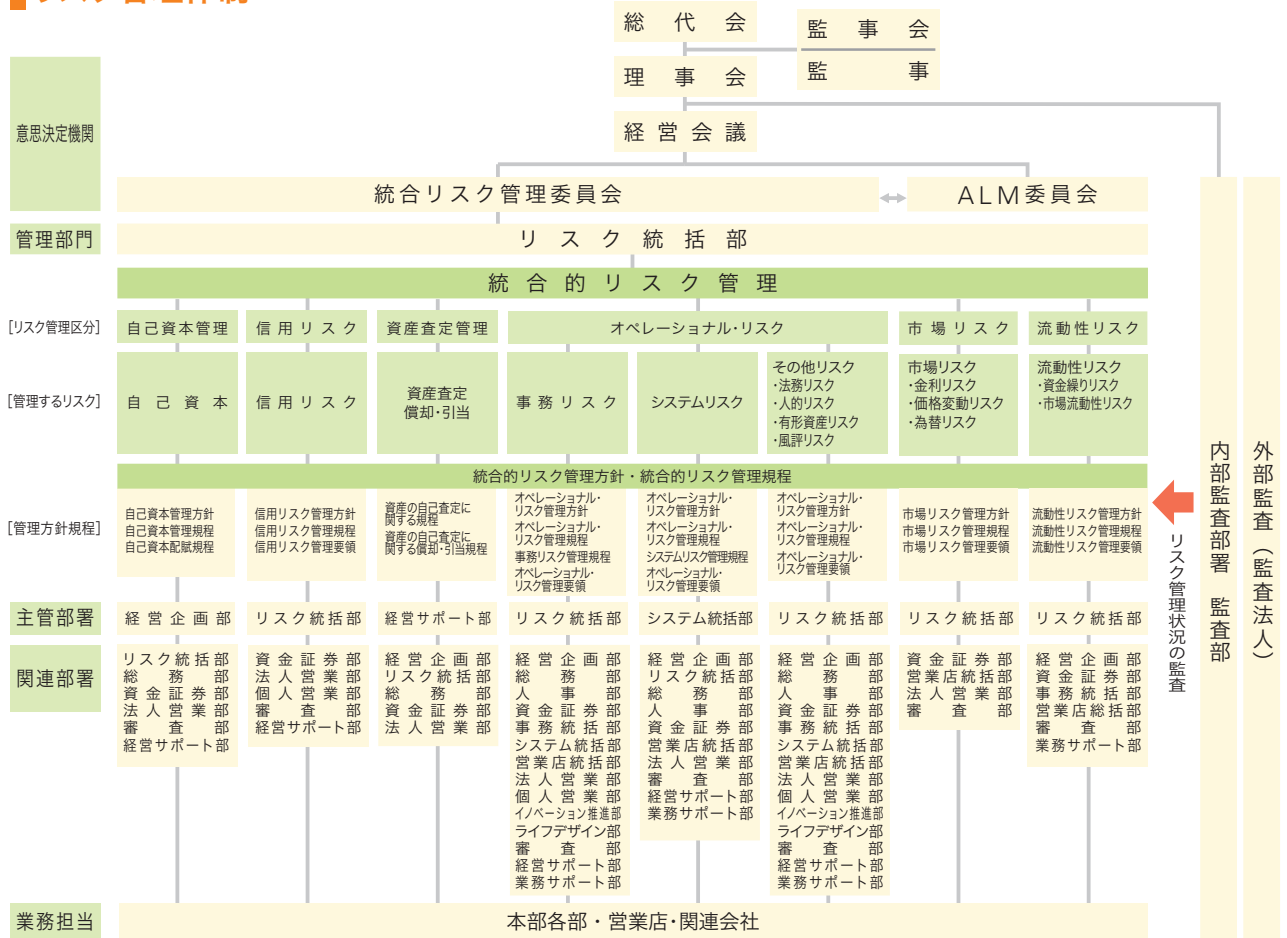 リスク管理体制
総代会
監事会
監事
理事会
経営会議
意思決定機関
統合リスク管理委員会
ALM委員会
管理部門
リスク統括部
統合的リスク管理
[リスク管理区分]
自己資本管理
信用リスク
資産査定管理
オペレーショナル・リスク
市場リスク
流動性リスク
[管理するリスク]
自己資本
信用リスク
資産査定
償却・引当
事務リスク
システムリスク
その他リスク
・法務リスク
・人的リスク
・有形資産リスク
・風評リスク
市場リスク
・金利リスク
・価格変動リスク
・為替リスク
流動性リスク
・資金繰りリスク
・市場流動性リスク
統合的リスク管理方針・統合的リスク管理規程
[管理方針規程]
自己資本管理方針
自己資本管理規程
自己資本配賦規程
信用リスク管理方針
信用リスク管理規程
信用リスク管理要領
資産の自己査定に
関する規程
資産の自己査定に
関する償却・引当規程
オペレーショナル・
リスク管理方針
オペレーショナル・
リスク管理規程
事務リスク管理規程
オペレーショナル・
リスク管理要領
オペレーショナル・
リスク管理方針
オペレーショナル・
リスク管理規程
システムリスク管理規程
オペレーショナル・
リスク管理要領
オペレーショナル・
リスク管理方針
オペレーショナル・
リスク管理規程
オペレーショナル・
リスク管理要領
市場リスク管理方針
市場リスク管理規程
市場リスク管理要領
流動性リスク管理方針
流動性リスク管理規程
流動性リスク管理要領
主管部署
経営企画部
リスク統括部
経営サポート部
リスク統括部
システム統括部
リスク統括部
リスク統括部
リスク統括部
関連部署
リスク統括部
総務部
資金証券部
法人営業部
審査部
経営サポート部
資金証券部
法人営業部
個人営業部
審査部
経営サポート部
経営企画部
リスク統括部
総務部
資金証券部
法人営業部
経営企画部
総務部
人事部
資金証券部
事務統括部
システム統括部
営業店統括部
法人営業部
個人営業部
イノベーション推進部
ライフデザイン部
審査部
経営サポート部
業務サポート部
経営企画部
リスク統括部
総務部
人事部
資金証券部
営業店統括部
法人営業部
審査部
経営サポート部
業務サポート部
経営企画部
総務部
人事部
資金証券部
事務統括部
システム統括部
営業店統括部
法人営業部
個人営業部
イノベーション推進部
ライフデザイン部
審査部
経営サポート部
業務サポート部
資金証券部
営業店統括部
法人営業部
審査部
経営企画部
資金証券部
事務統括部
営業店総括部
審査部
業務サポート部
業務担当
本部各部・営業店・関連会社
リスク管理状況の監査
内部監査部署 監査部
外部監査（監査法人）